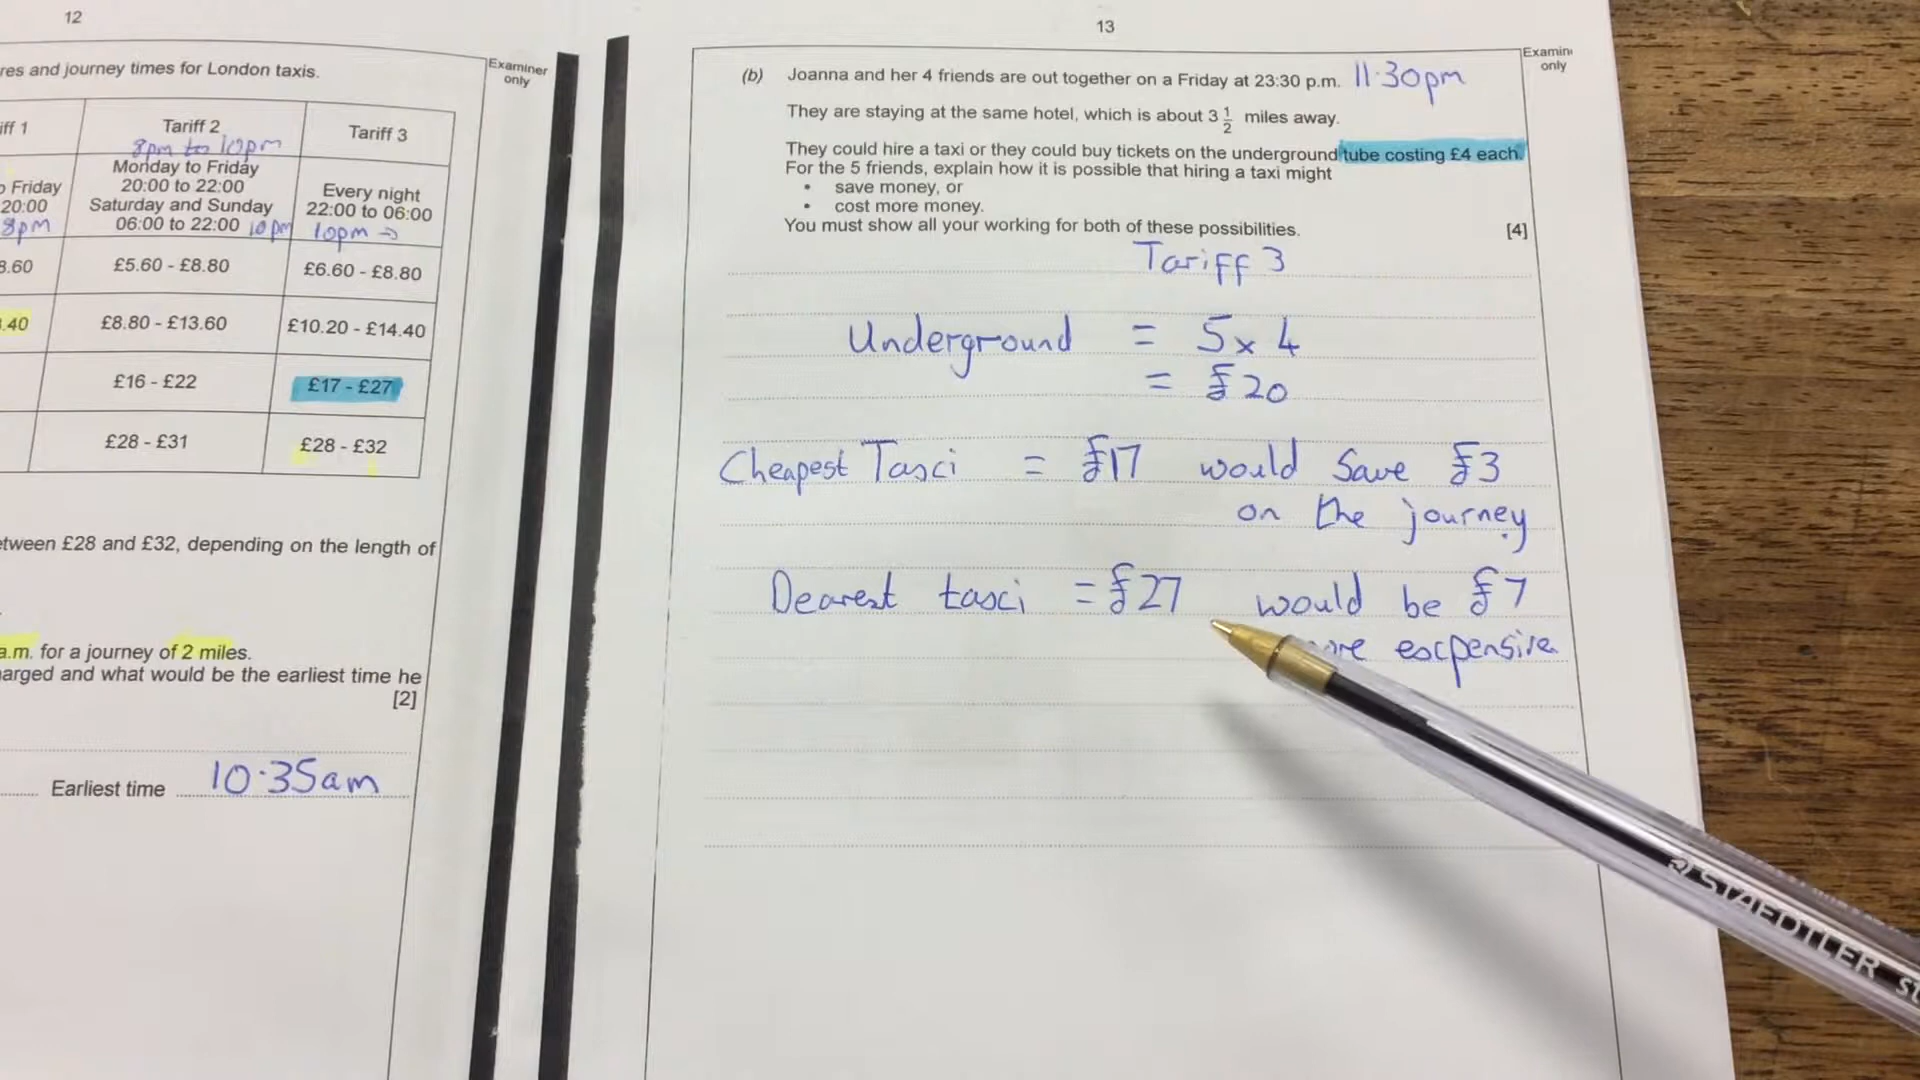 12
res and journey times for London taxis.
Examiner
only
iff 1
Tariff 2
8pm to 10pm
Tariff 3
Friday
20:00
8pm
Monday to Friday
20:00 to 22:00
Saturday and Sunday
06:00 to 22:00 10pm
Every night
22:00 to 06:00
10pm →
8.60
£5.60 - £8.80
£6.60 - £8.80
.40
£8.80 - £13.60
£10.20 - £14.40
£16 - £22
£17 - £27
£28 - £31
£28 - £32
etween £28 and £32, depending on the length of
a.m. for a journey of 2 miles.
arged and what would be the earliest time he
[2]
Earliest time 10.35am
13
Examin
only
(b) Joanna and her 4 friends are out together on a Friday at 23:30 p.m. 11.30pm
They are staying at the same hotel, which is about 3 1/2 miles away.
They could hire a taxi or they could buy tickets on the underground tube costing £4 each.
For the 5 friends, explain how it is possible that hiring a taxi might
• save money, or
• cost more money.
You must show all your working for both of these possibilities.
[4]
Tariff 3
Underground = 5 x 4
= £20
Cheapest Taxi = £17 would save £3
on the journey
Dearest taxi = £27 would be £7
ore expensive
STAEDTLER st